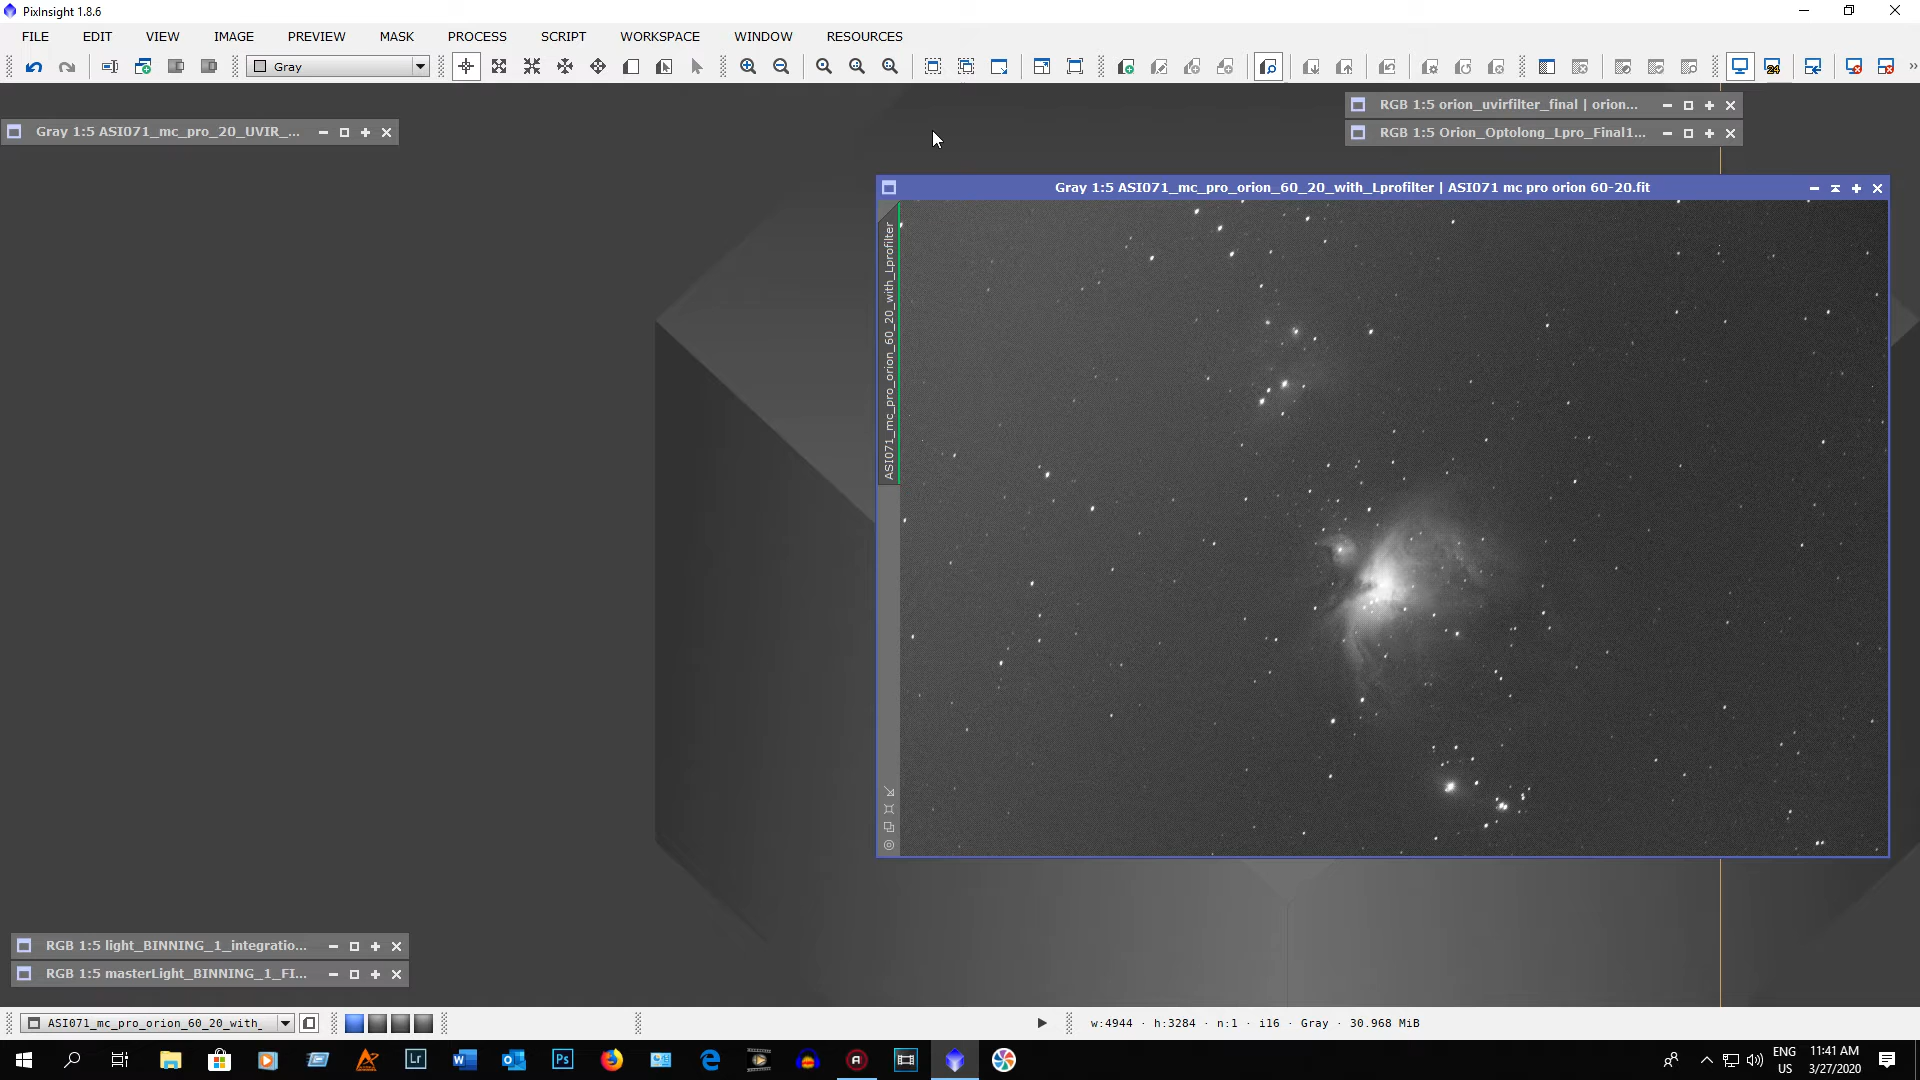 PixInsight 1.8.6
FILE EDIT VIEW IMAGE PREVIEW MASK PROCESS SCRIPT WORKSPACE WINDOW RESOURCES
Gray
24
RGB 1:5 orion_uvirfilter_final | orion...
Gray 1:5 ASI071_mc_pro_20_UVIR_...
RGB 1:5 Orion_Optolong_Lpro_Final1...
Gray 1:5 ASI071_mc_pro_orion_60_20_with_Lprofilter | ASI071 mc pro orion 60-20.fit
ASI071_mc_pro_orion_60_20_with_Lprofilter
RGB 1:5 light_BINNING_1_integratio...
RGB 1:5 masterLight_BINNING_1_FI...
ASI071_mc_pro_orion_60_20_with_
w:4944 · h:3284 · n:1 · i16 · Gray · 30.968 MiB
Lr
Ps
ENG
US
11:41 AM
3/27/2020